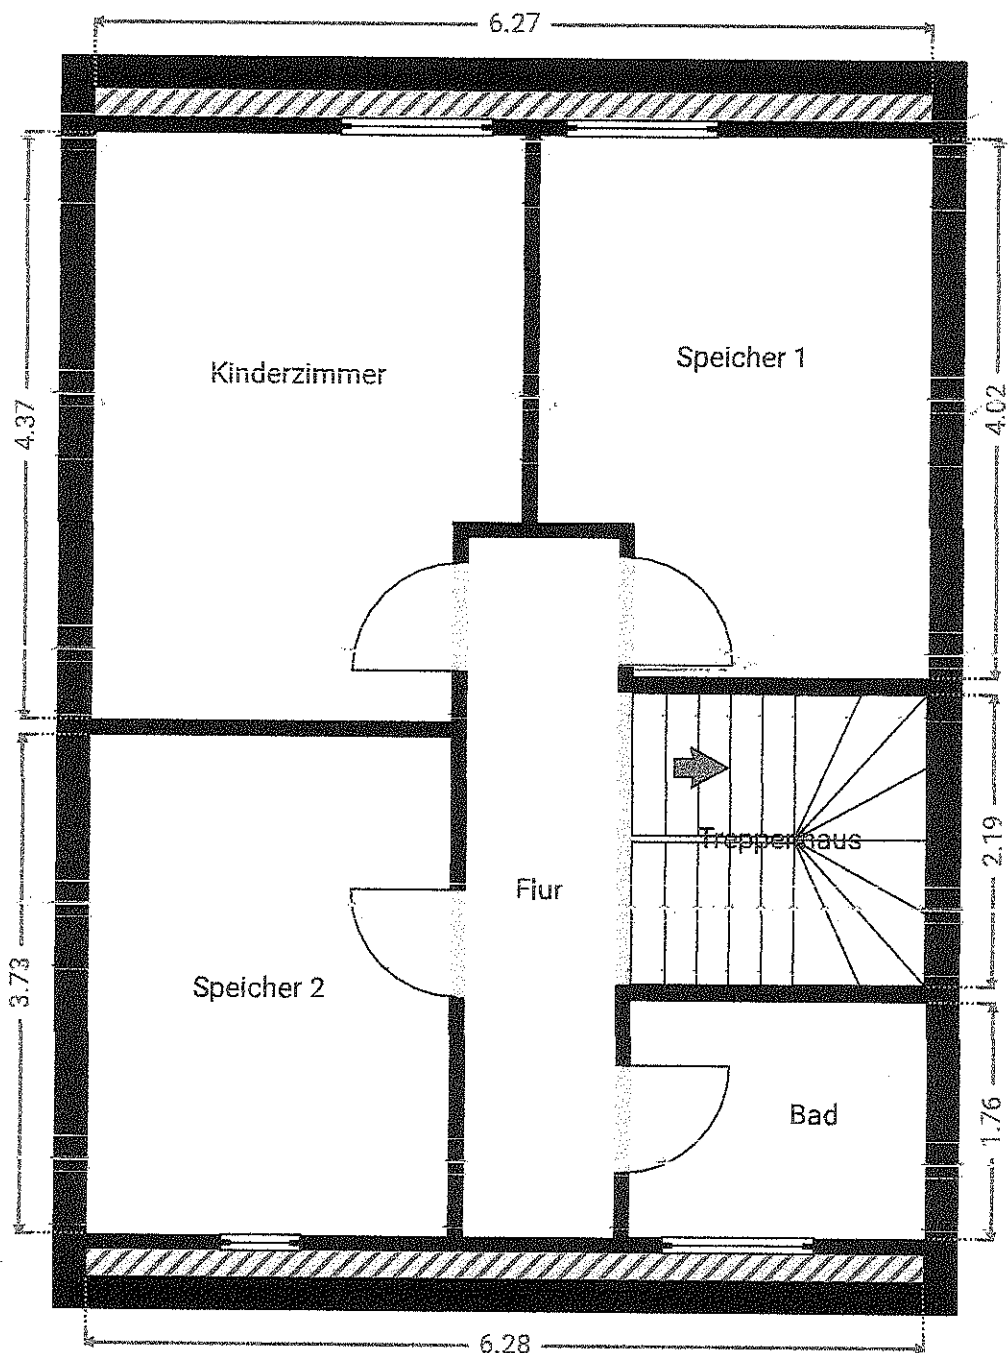 6.27
Kinderzimmer
Speicher 1
4.37
4.02
Treppenhaus
2.19
Flur
Speicher 2
3.73
Bad
1.76
6.28